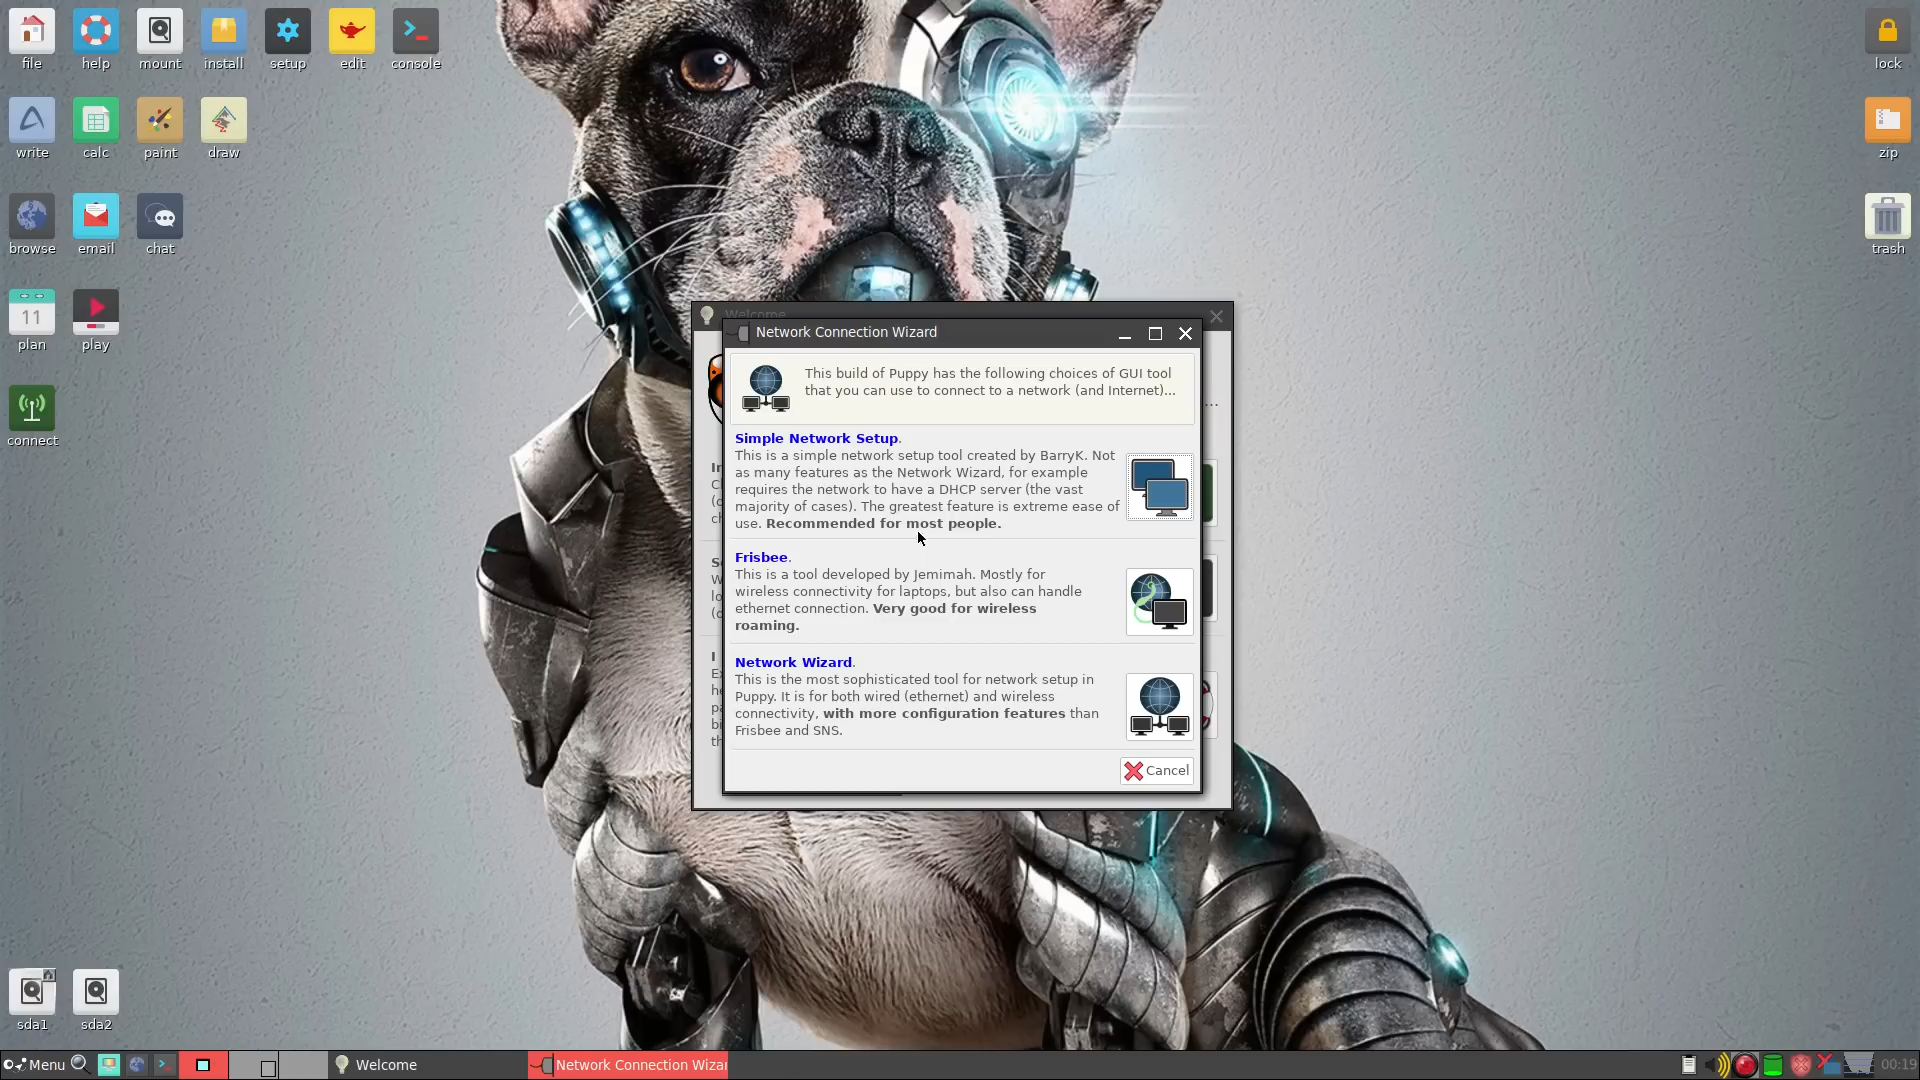 file
help
mount
install
setup
edit
console
lock
write
calc
paint
draw
zip
browse
email
chat
trash
11
plan
play
connect
Welcome
Network Connection Wizard
This build of Puppy has the following choices of GUI tool
that you can use to connect to a network (and Internet)...
...
Simple Network Setup.
This is a simple network setup tool created by BarryK. Not
as many features as the Network Wizard, for example
requires the network to have a DHCP server (the vast
majority of cases). The greatest feature is extreme ease of
use. Recommended for most people.
Frisbee.
This is a tool developed by Jemimah. Mostly for
wireless connectivity for laptops, but also can handle
ethernet connection. Very good for wireless
roaming.
Network Wizard.
This is the most sophisticated tool for network setup in
Puppy. It is for both wired (ethernet) and wireless
connectivity, with more configuration features than
Frisbee and SNS.
Cancel
sda1
sda2
Menu
Welcome
Network Connection Wizar
00:19